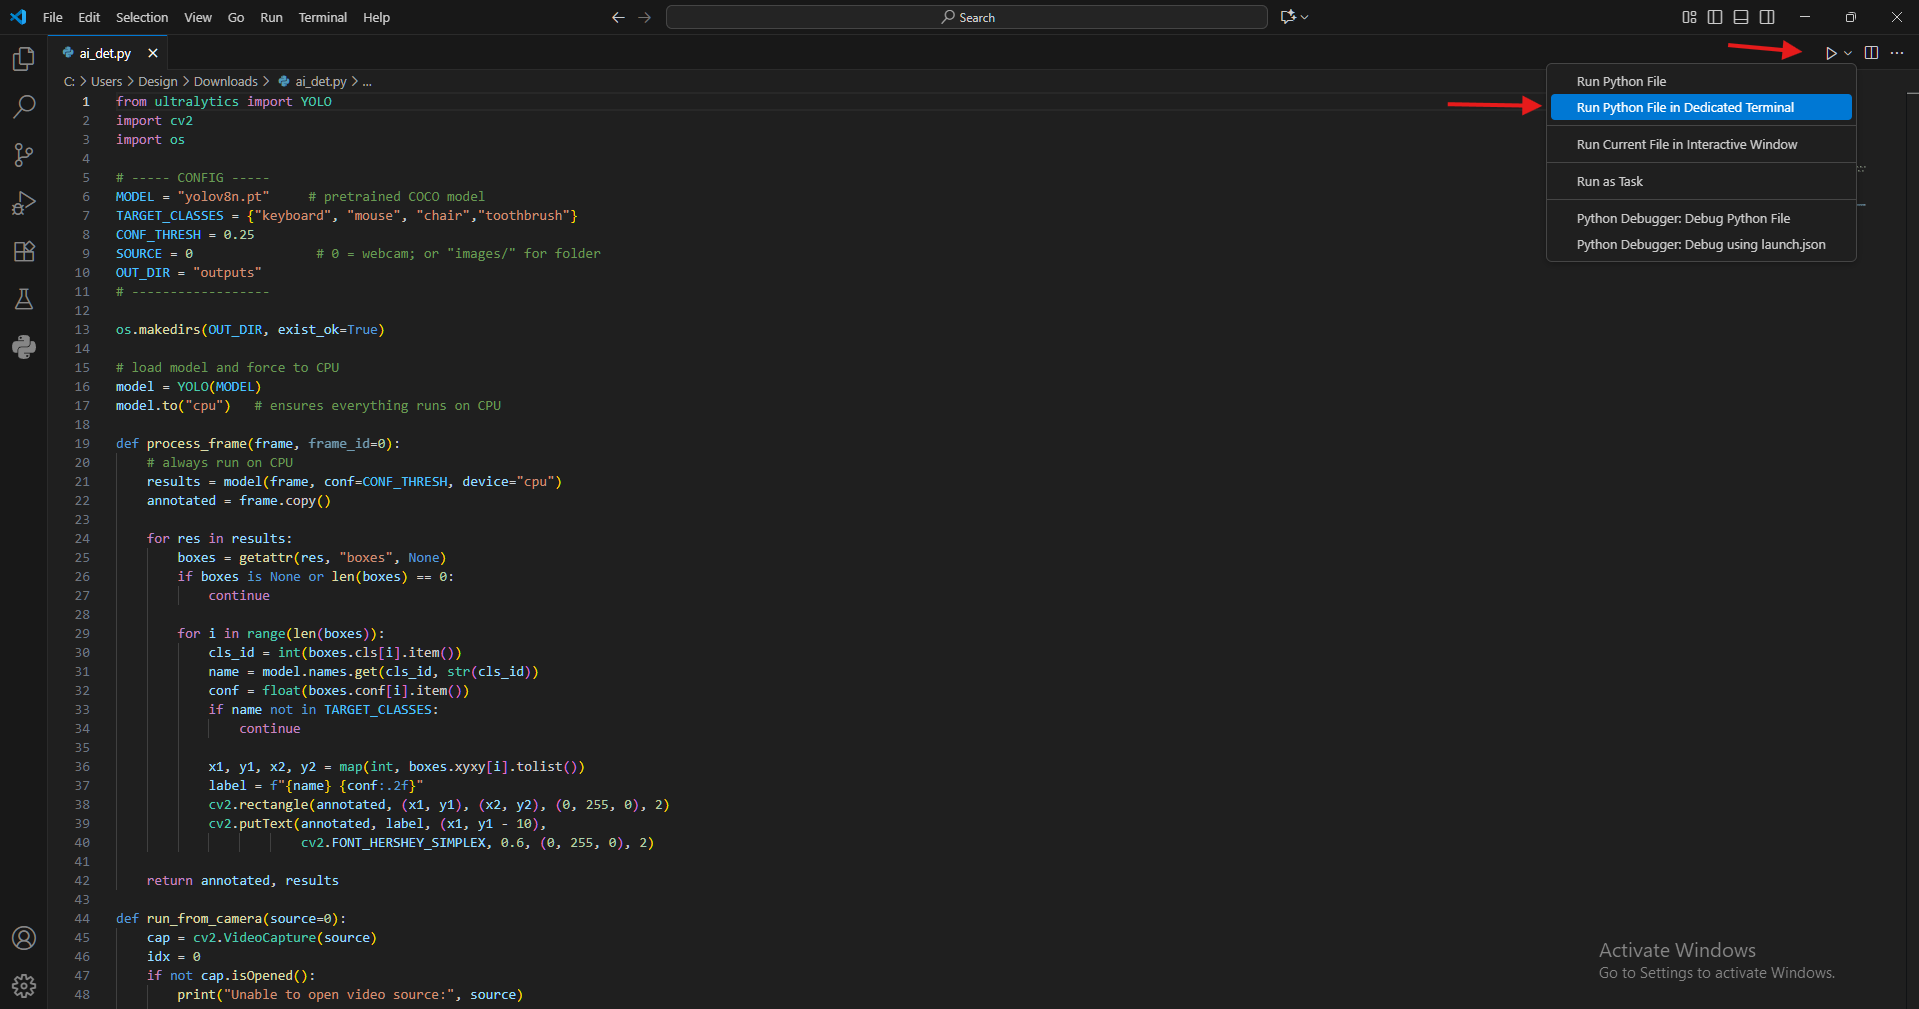 File Edit Selection View Go Run Terminal Help
Search
ai_det.py
C: > Users > Design > Downloads > ai_det.py > ...
1 from ultralytics import YOLO
2 import cv2
3 import os
4
5 # ----- CONFIG -----
6 MODEL = "yolov8n.pt"     # pretrained COCO model
7 TARGET_CLASSES = {"keyboard", "mouse", "chair","toothbrush"}
8 CONF_THRESH = 0.25
9 SOURCE = 0                # 0 = webcam; or "images/" for folder
10 OUT_DIR = "outputs"
11 # ------------------
12
13 os.makedirs(OUT_DIR, exist_ok=True)
14
15 # load model and force to CPU
16 model = YOLO(MODEL)
17 model.to("cpu")   # ensures everything runs on CPU
18
19 def process_frame(frame, frame_id=0):
20     # always run on CPU
21     results = model(frame, conf=CONF_THRESH, device="cpu")
22     annotated = frame.copy()
23
24     for res in results:
25         boxes = getattr(res, "boxes", None)
26         if boxes is None or len(boxes) == 0:
27             continue
28
29         for i in range(len(boxes)):
30             cls_id = int(boxes.cls[i].item())
31             name = model.names.get(cls_id, str(cls_id))
32             conf = float(boxes.conf[i].item())
33             if name not in TARGET_CLASSES:
34                 continue
35
36             x1, y1, x2, y2 = map(int, boxes.xyxy[i].tolist())
37             label = f"{name} {conf:.2f}"
38             cv2.rectangle(annotated, (x1, y1), (x2, y2), (0, 255, 0), 2)
39             cv2.putText(annotated, label, (x1, y1 - 10),
40                         cv2.FONT_HERSHEY_SIMPLEX, 0.6, (0, 255, 0), 2)
41
42     return annotated, results
43
44 def run_from_camera(source=0):
45     cap = cv2.VideoCapture(source)
46     idx = 0
47     if not cap.isOpened():
48         print("Unable to open video source:", source)
Run Python File
Run Python File in Dedicated Terminal
Run Current File in Interactive Window
Run as Task
Python Debugger: Debug Python File
Python Debugger: Debug using launch.json
Activate Windows
Go to Settings to activate Windows.